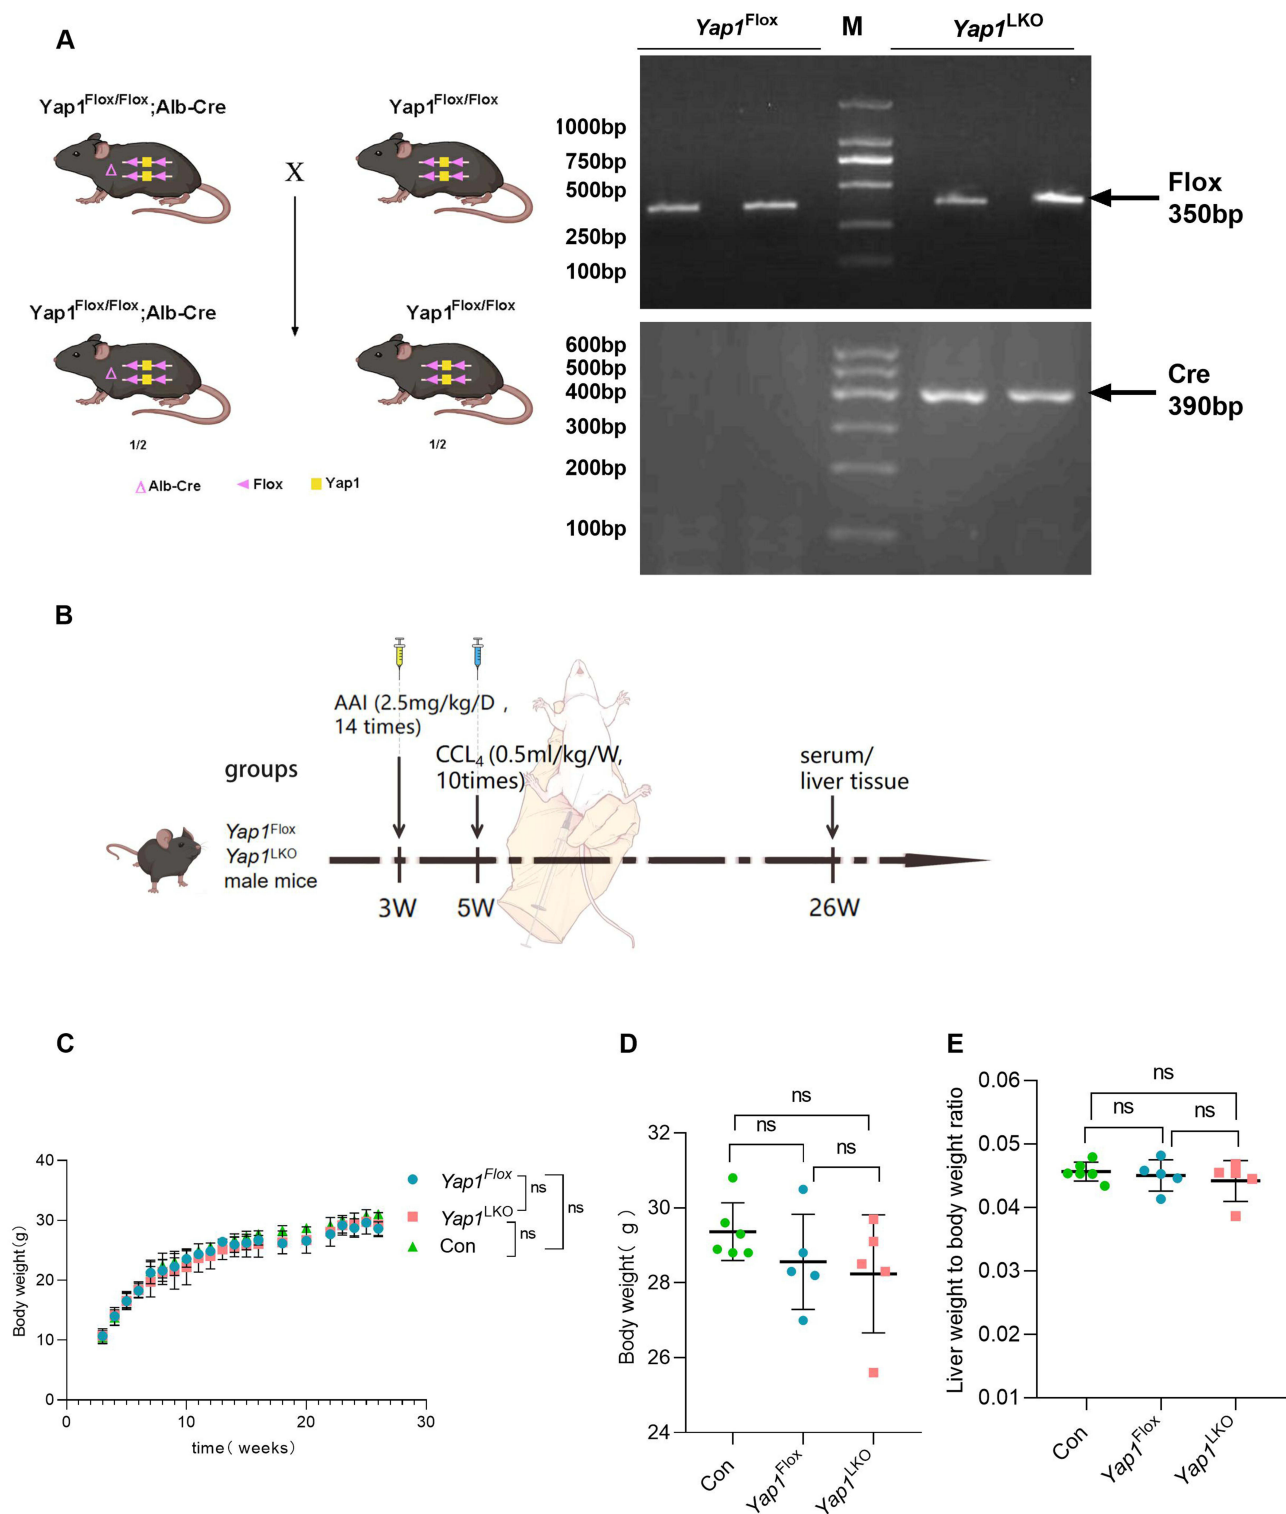 A
Yap1Flox/Flox;Alb-Cre
Yap1Flox/Flox
X
Yap1Flox/Flox;Alb-Cre
Yap1Flox/Flox
1/2
1/2
Alb-Cre
Flox
Yap1
Yap1Flox
M
Yap1LKO
1000bp
750bp
500bp
250bp
100bp
Flox
350bp
600bp
500bp
400bp
300bp
200bp
100bp
Cre
390bp
B
AAI (2.5mg/kg/D ,
14 times)
CCL4 (0.5ml/kg/W,
10times)
serum/
liver tissue
groups
Yap1Flox
Yap1LKO
male mice
3W
5W
26W
C
Body weight(g)
40
30
20
10
0
0
10
20
30
time( weeks)
Yap1Flox
Yap1LKO
Con
ns
ns
ns
D
Body weight( g )
32
30
28
26
24
ns
ns
ns
Con
Yap1Flox
Yap1LKO
E
Liver weight to body weight ratio
0.06
0.05
0.04
0.03
0.02
0.01
ns
ns
ns
Con
Yap1Flox
Yap1LKO